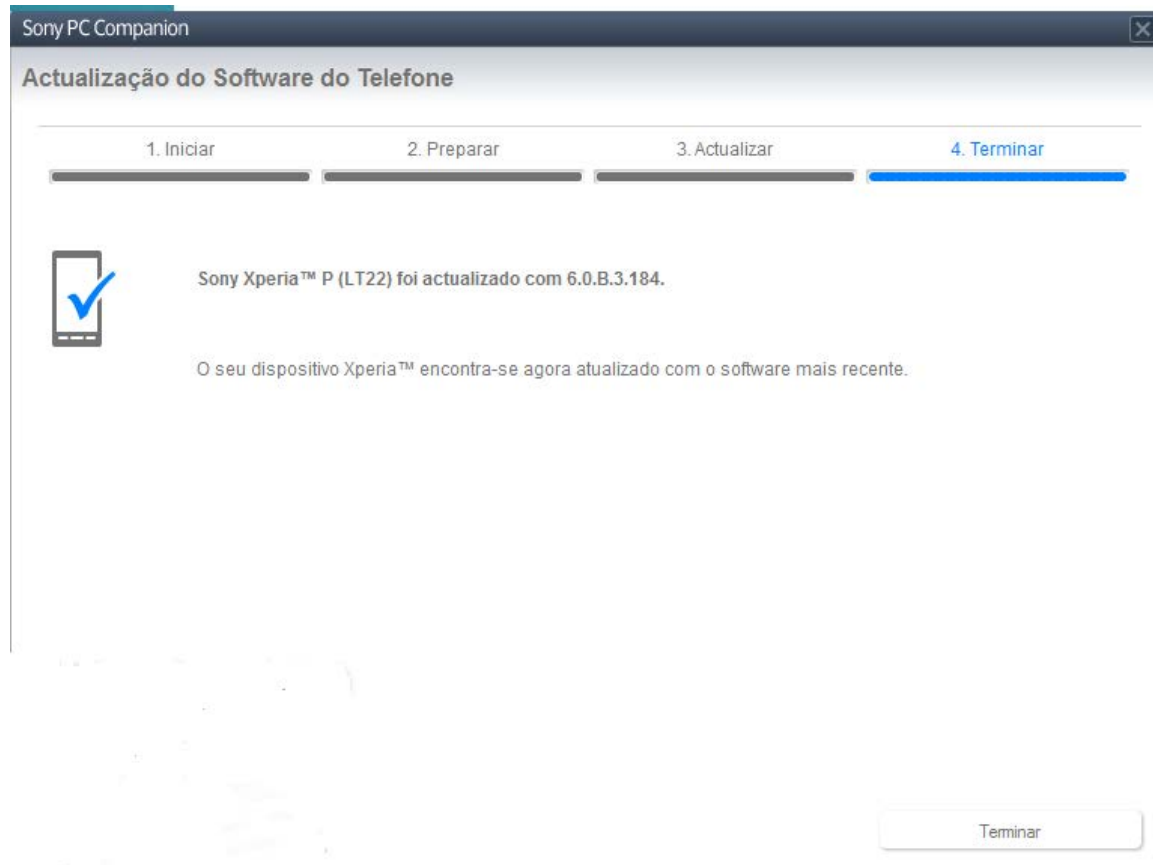 Sony PC Companion
Actualização do Software do Telefone
1. Iniciar
2. Preparar
3. Actualizar
4. Terminar
Sony Xperia™ P (LT22) foi actualizado com 6.0.B.3.184.
O seu dispositivo Xperia™ encontra-se agora atualizado com o software mais recente.
Terminar